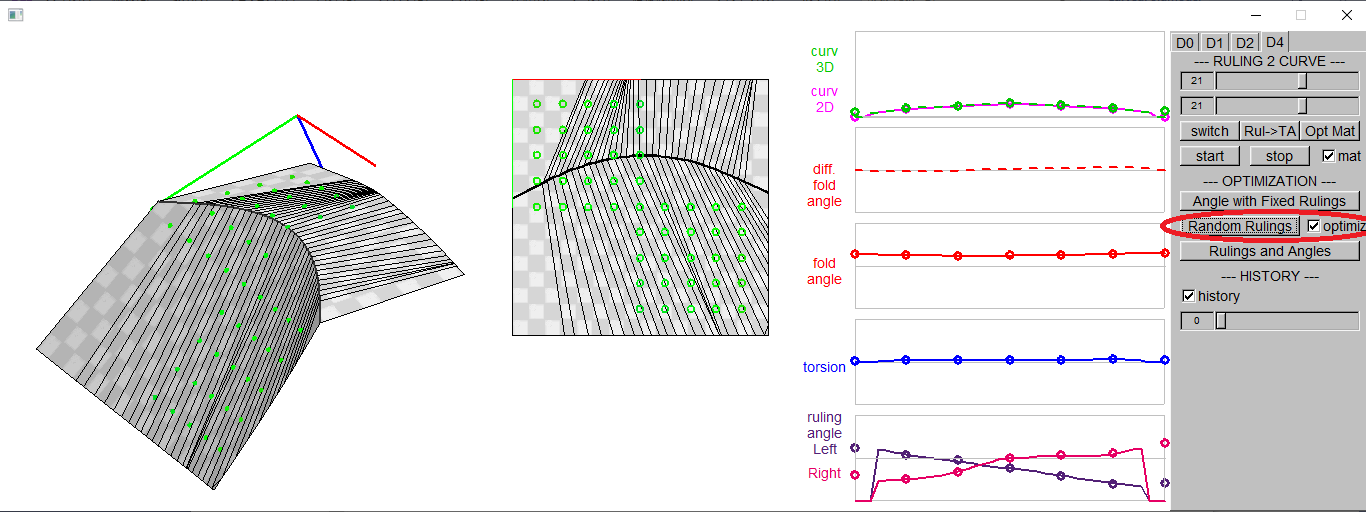 curv
3D
curv
2D
diff.
fold
angle
fold
angle
torsion
ruling
angle
Left
Right
D0 D1 D2 D4
--- RULING 2 CURVE ---
21
21
switch Rul->TA Opt Mat
start stop mat
--- OPTIMIZATION ---
Angle with Fixed Rulings
Random Rulings optimiz
Rulings and Angles
--- HISTORY ---
history
0